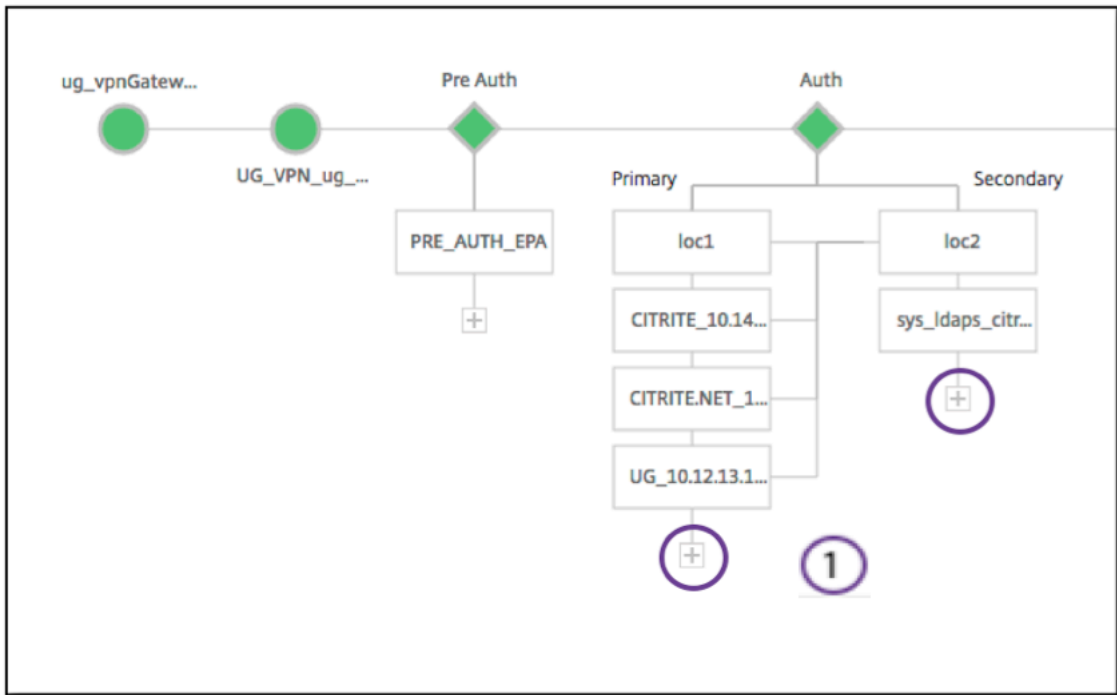 ug_vpnGatew...
Pre Auth
Auth
UG_VPN_ug_...
Primary
Secondary
PRE_AUTH_EPA
loc1
loc2
CITRITE_10.14...
sys_ldaps_citr...
CITRITE.NET_1...
UG_10.12.13.1...
1